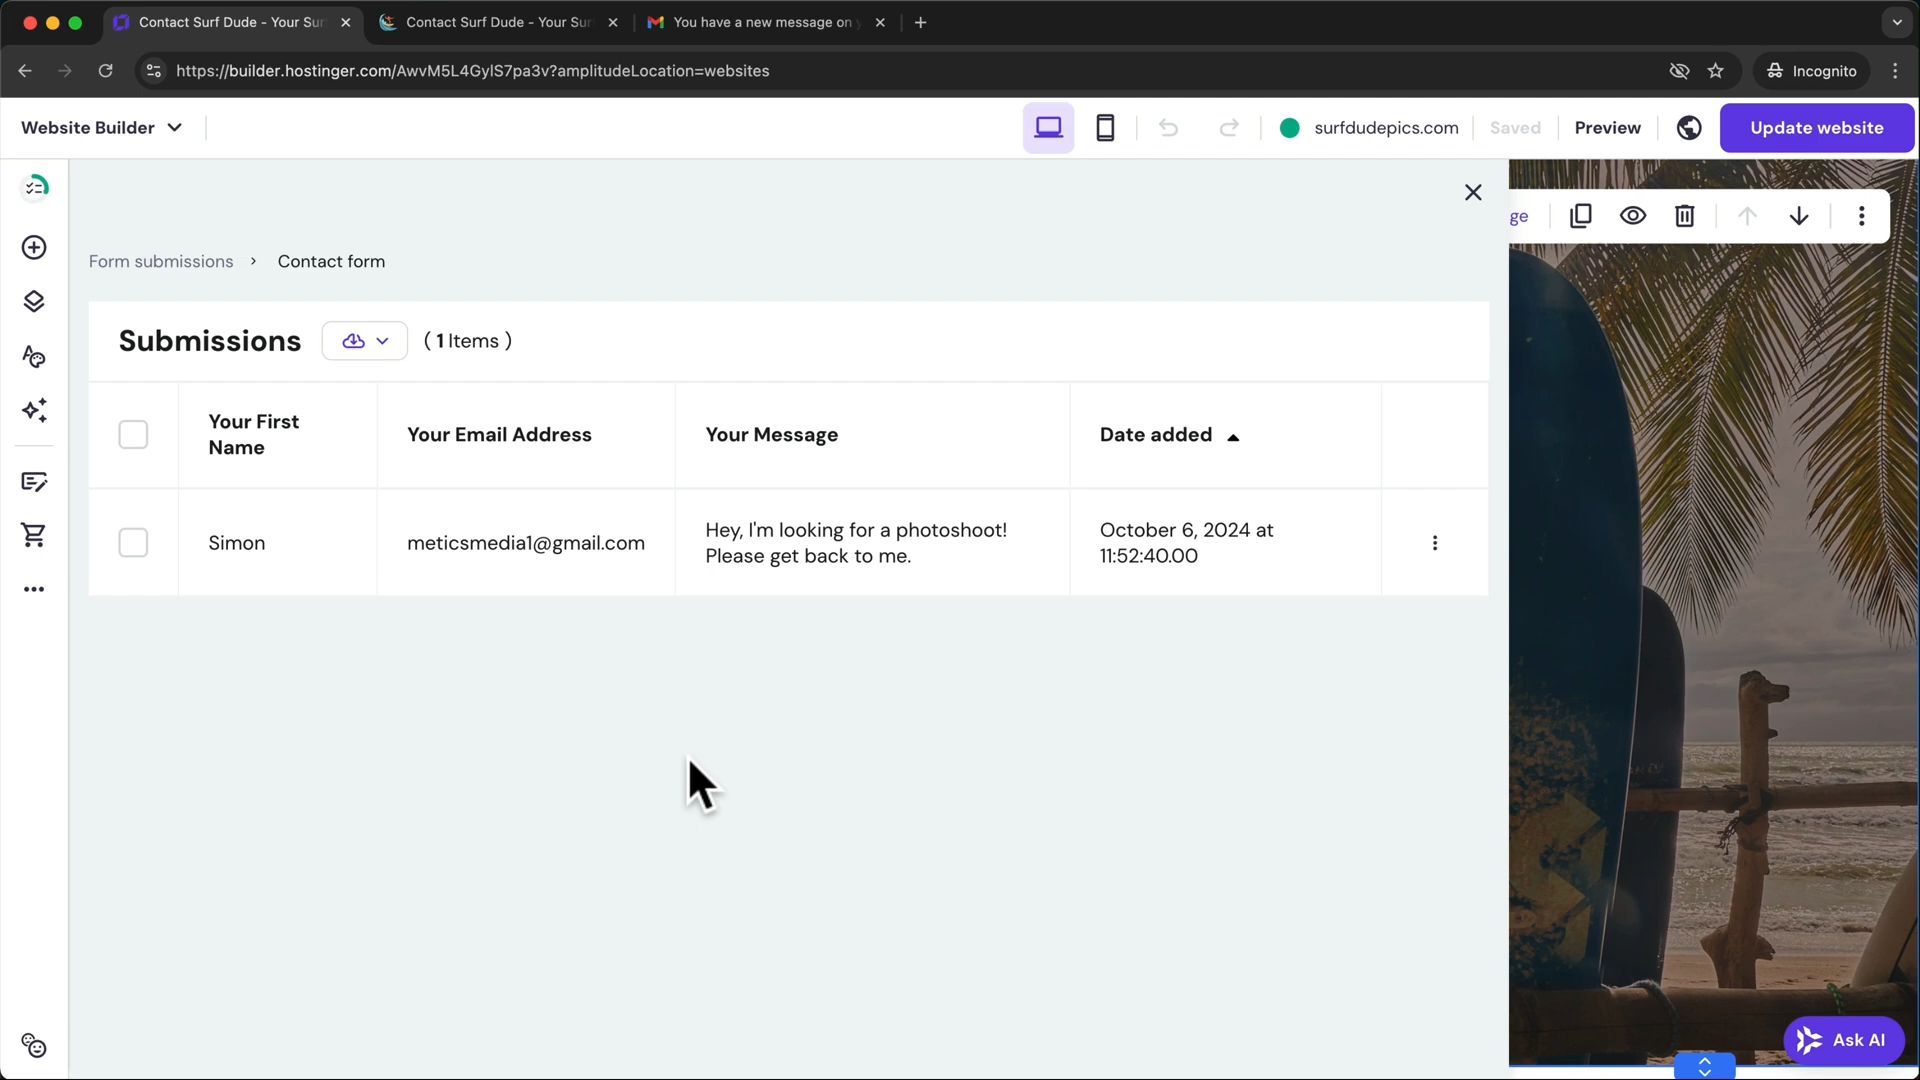 Contact Surf Dude - Your Sur
Contact Surf Dude - Your Sur
You have a new message on
https://builder.hostinger.com/AwvM5L4GylS7pa3v?amplitudeLocation=websites
Incognito
Website Builder
surfdudepics.com
Saved
Preview
Update website
ge
Form submissions > Contact form
Submissions
( 1 Items )
Your First
Name
Your Email Address
Your Message
Date added
Simon
meticsmedia1@gmail.com
Hey, I'm looking for a photoshoot!
Please get back to me.
October 6, 2024 at
11:52:40.00
Ask AI